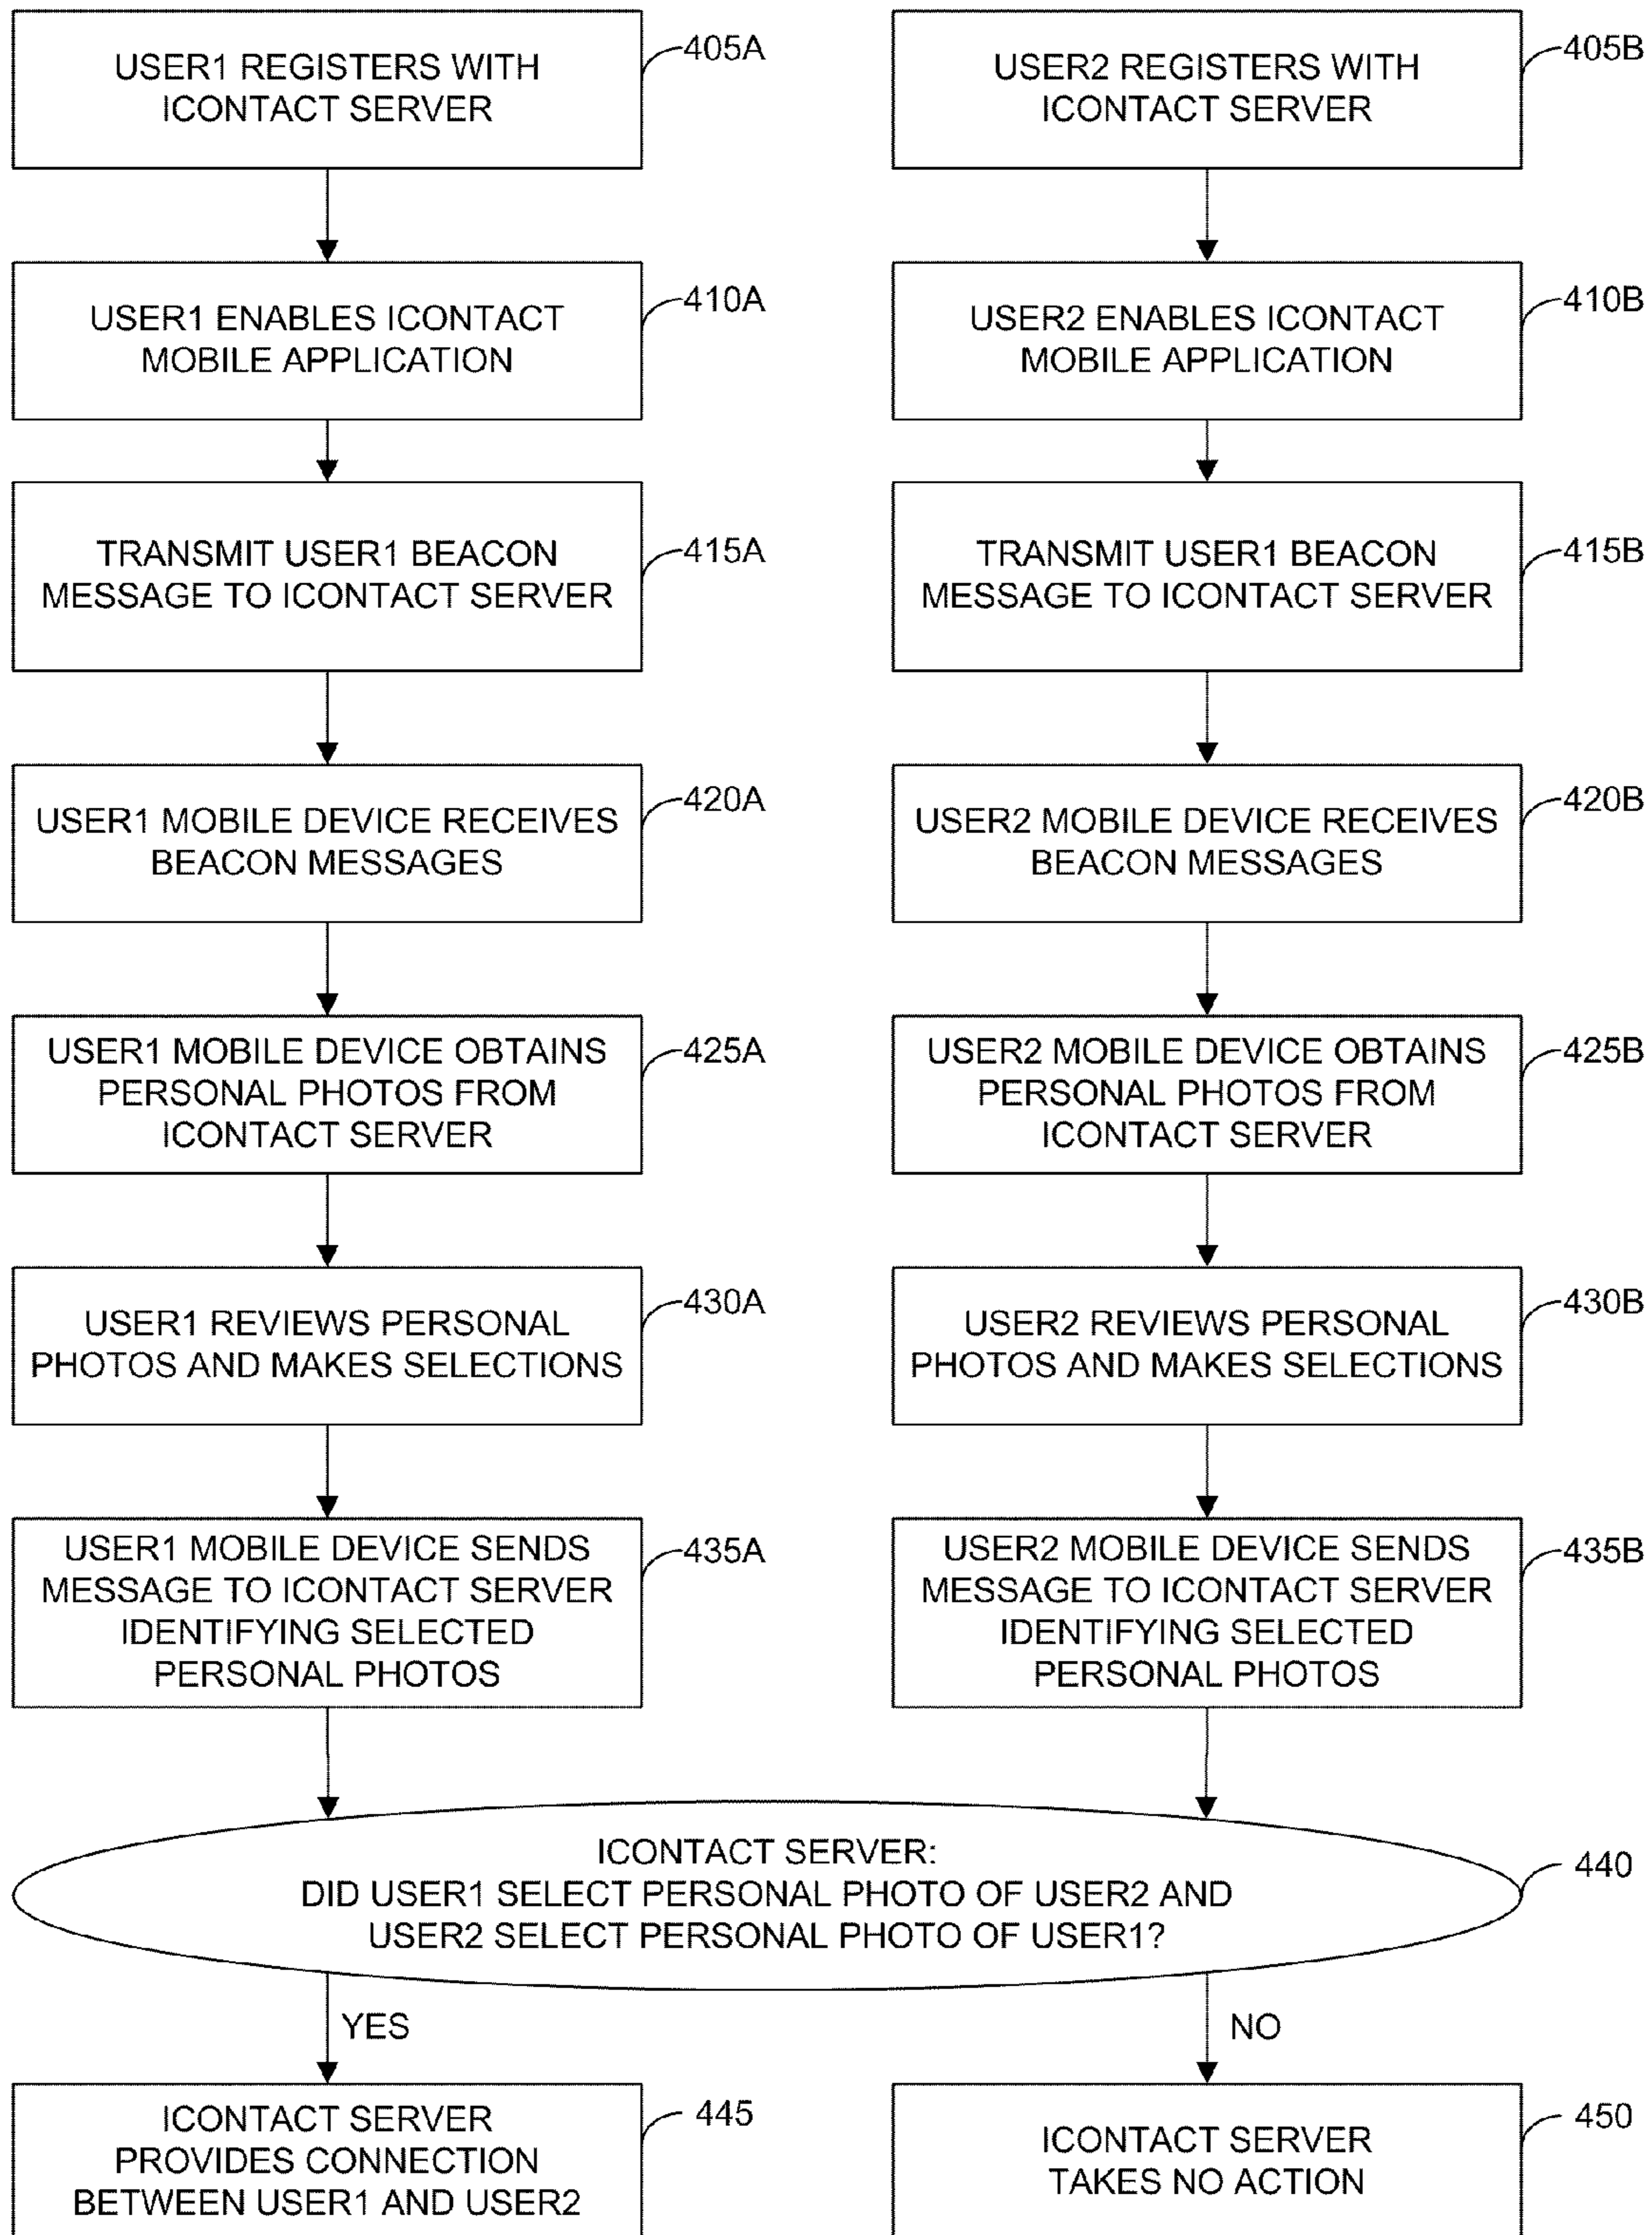 USER1 REGISTERS WITH
ICONTACT SERVER
405A
USER2 REGISTERS WITH
ICONTACT SERVER
405B
USER1 ENABLES ICONTACT
MOBILE APPLICATION
410A
USER2 ENABLES ICONTACT
MOBILE APPLICATION
410B
TRANSMIT USER1 BEACON
MESSAGE TO ICONTACT SERVER
415A
TRANSMIT USER1 BEACON
MESSAGE TO ICONTACT SERVER
415B
USER1 MOBILE DEVICE RECEIVES
BEACON MESSAGES
420A
USER2 MOBILE DEVICE RECEIVES
BEACON MESSAGES
420B
USER1 MOBILE DEVICE OBTAINS
PERSONAL PHOTOS FROM
ICONTACT SERVER
425A
USER2 MOBILE DEVICE OBTAINS
PERSONAL PHOTOS FROM
ICONTACT SERVER
425B
USER1 REVIEWS PERSONAL
PHOTOS AND MAKES SELECTIONS
430A
USER2 REVIEWS PERSONAL
PHOTOS AND MAKES SELECTIONS
430B
USER1 MOBILE DEVICE SENDS
MESSAGE TO ICONTACT SERVER
IDENTIFYING SELECTED
PERSONAL PHOTOS
435A
USER2 MOBILE DEVICE SENDS
MESSAGE TO ICONTACT SERVER
IDENTIFYING SELECTED
PERSONAL PHOTOS
435B
ICONTACT SERVER:
DID USER1 SELECT PERSONAL PHOTO OF USER2 AND
USER2 SELECT PERSONAL PHOTO OF USER1?
440
YES
NO
ICONTACT SERVER
PROVIDES CONNECTION
BETWEEN USER1 AND USER2
445
ICONTACT SERVER
TAKES NO ACTION
450